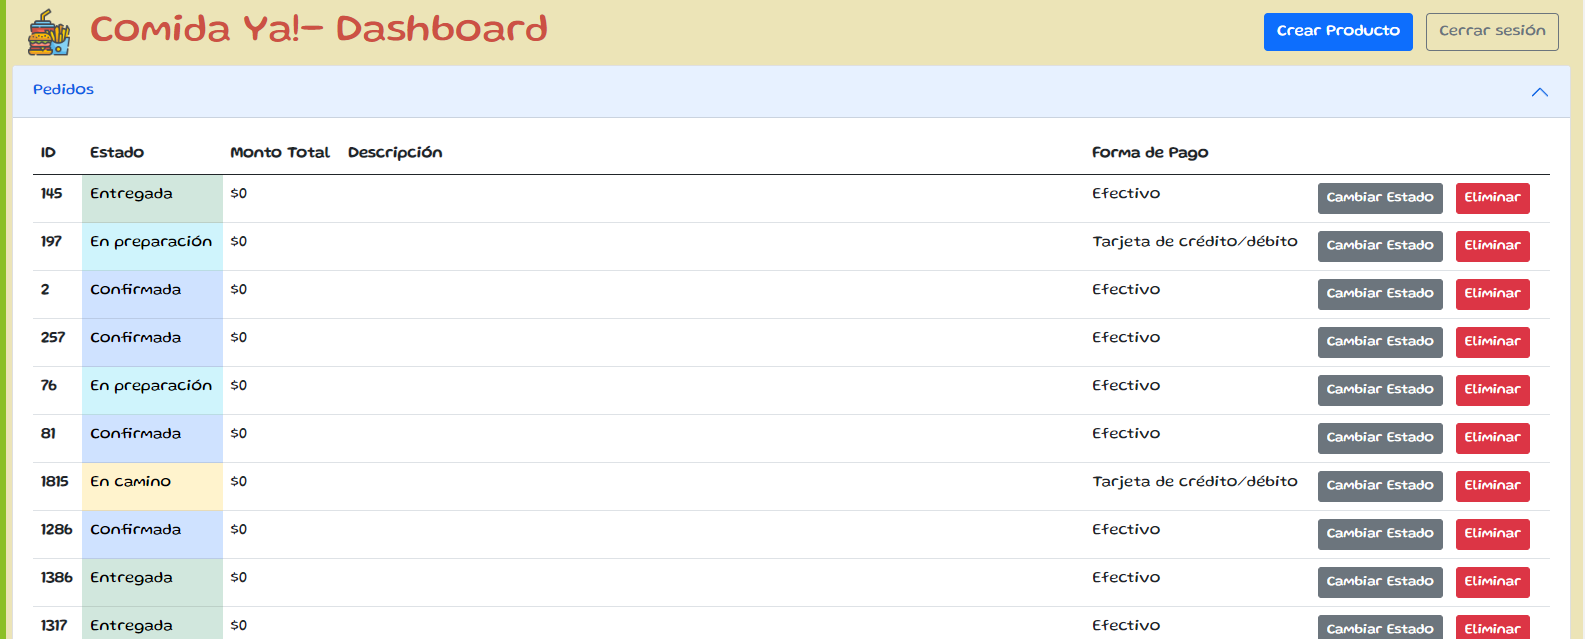 Comida Ya!- Dashboard
Crear Producto
Cerrar sesión
Pedidos
ID Estado Monto Total Descripción Forma de Pago
145 Entregada $0 Efectivo Cambiar Estado Eliminar
197 En preparación $0 Tarjeta de crédito/débito Cambiar Estado Eliminar
2 Confirmada $0 Efectivo Cambiar Estado Eliminar
257 Confirmada $0 Efectivo Cambiar Estado Eliminar
76 En preparación $0 Efectivo Cambiar Estado Eliminar
81 Confirmada $0 Efectivo Cambiar Estado Eliminar
1815 En camino $0 Tarjeta de crédito/débito Cambiar Estado Eliminar
1286 Confirmada $0 Efectivo Cambiar Estado Eliminar
1386 Entregada $0 Efectivo Cambiar Estado Eliminar
1317 Entregada $0 Efectivo Cambiar Estado Eliminar